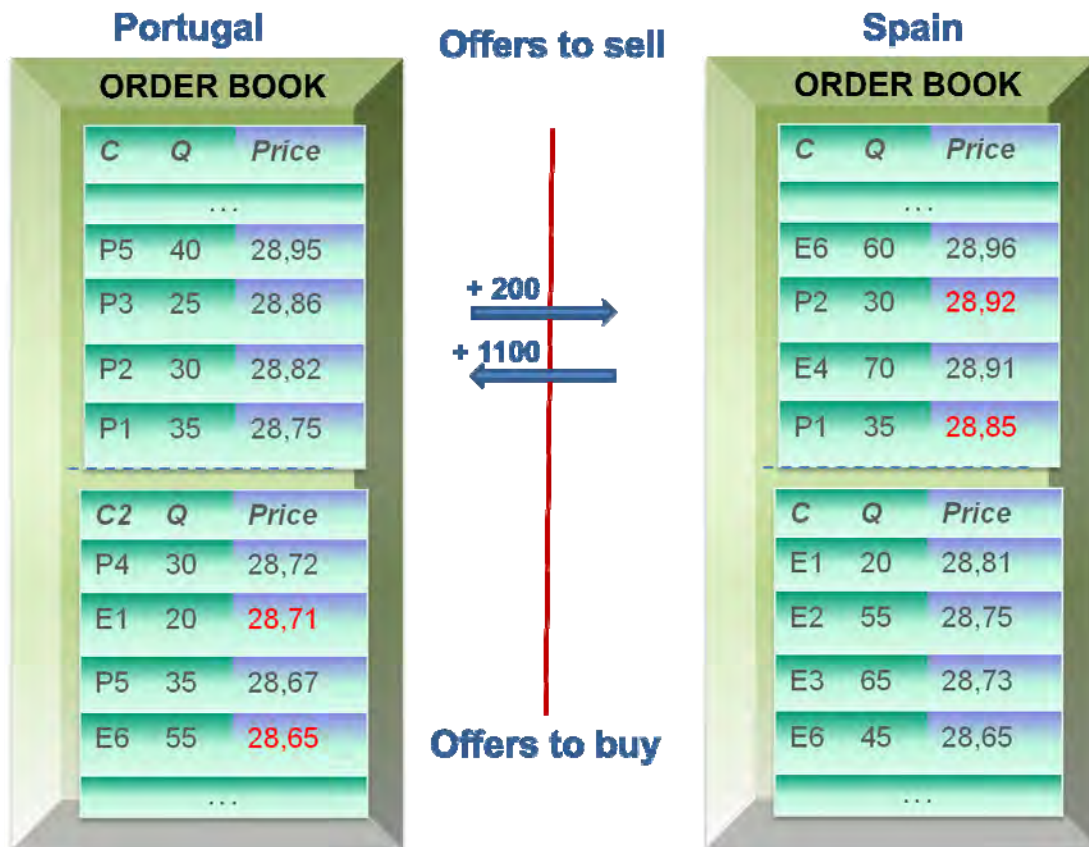 Portugal
Offers to sell
Spain
ORDER BOOK
C Q Price
...
P5 40 28,95
P3 25 28,86
P2 30 28,82
P1 35 28,75
C2 Q Price
P4 30 28,72
E1 20 28,71
P5 35 28,67
E6 55 28,65
...
+ 200
+ 1100
Offers to buy
ORDER BOOK
C Q Price
...
E6 60 28,96
P2 30 28,92
E4 70 28,91
P1 35 28,85
C Q Price
E1 20 28,81
E2 55 28,75
E3 65 28,73
E6 45 28,65
...